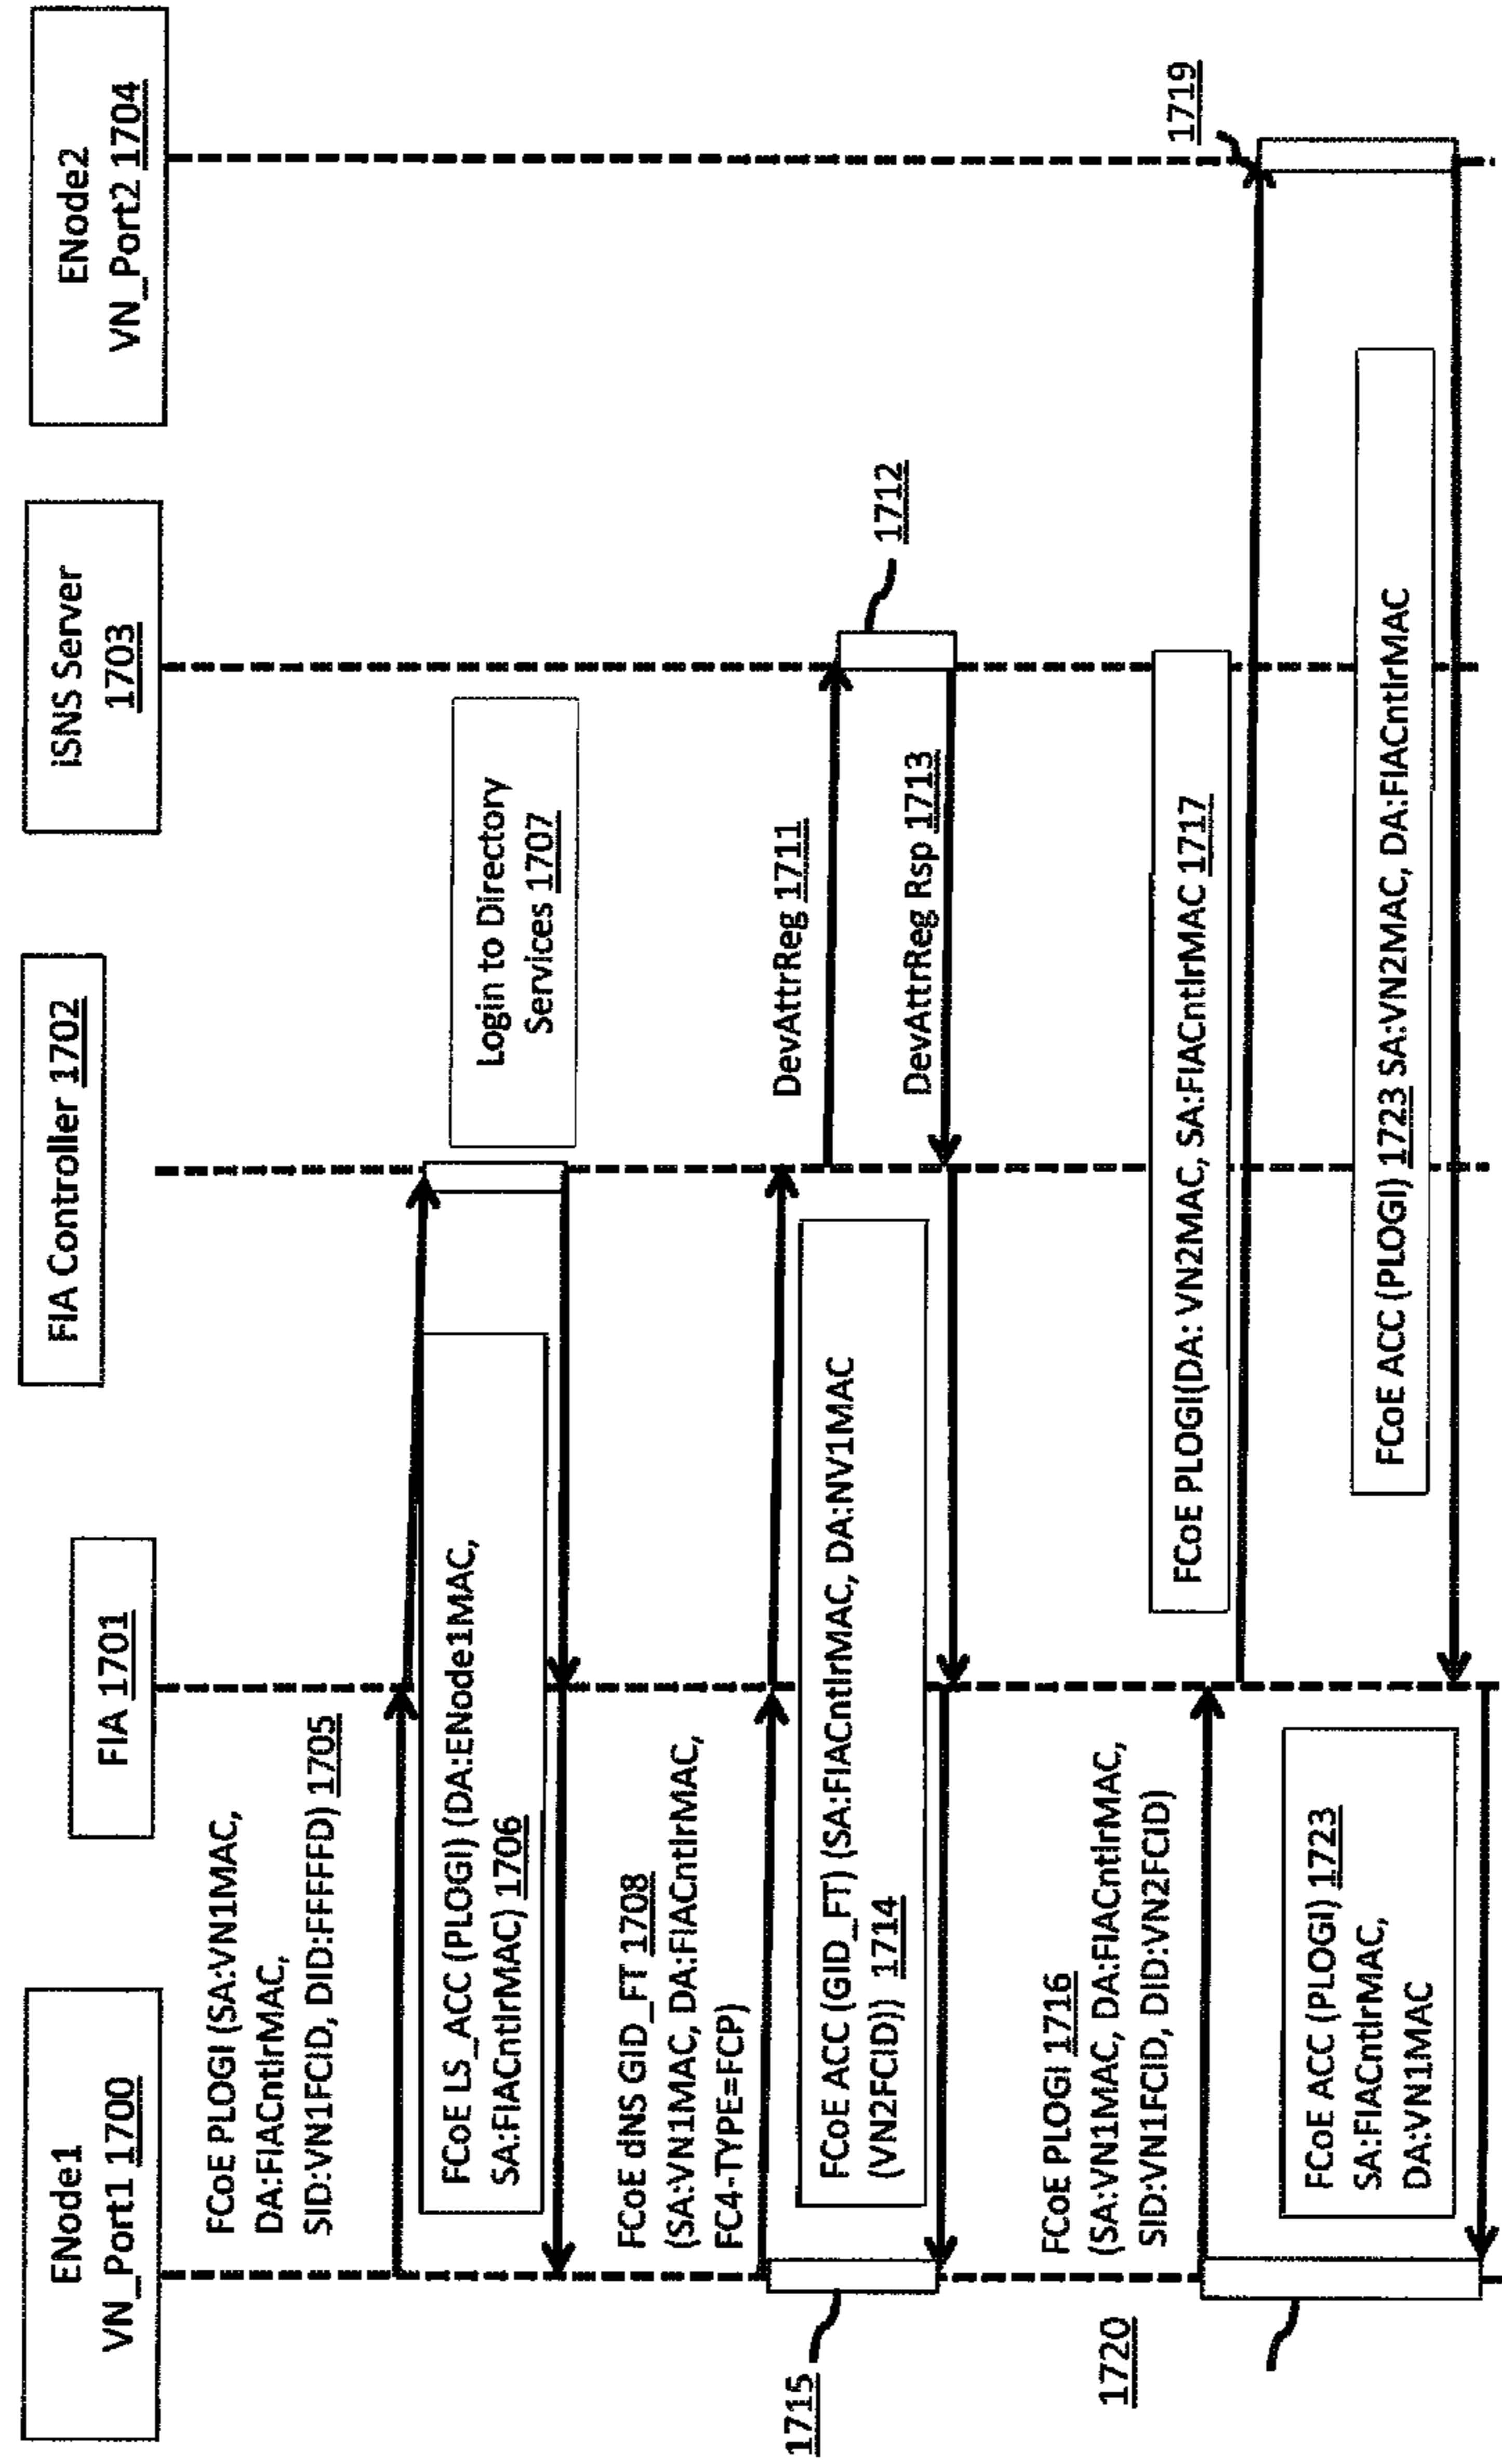 ENode1
VN_Port1 1700
FIA 1701
FIA Controller 1702
iSNS Server
1703
ENode2
VN_Port2 1704
FCoE PLOGI (SA:VN1MAC,
DA:FIACntlrMAC,
SID:VN1FCID, DID:FFFFFD) 1705
FCoE LS_ACC (PLOGI) (DA:ENode1MAC,
SA:FIACntlrMAC) 1706
Login to Directory
Services 1707
FCoE dNS GID_FT 1708
(SA:VN1MAC, DA:FIACntlrMAC,
FC4-TYPE=FCP)
DevAttrReg 1711
1712
DevAttrReg Rsp 1713
FCoE ACC (GID_FT) (SA:FIACntlrMAC, DA:NV1MAC
(VN2FCID)) 1714
1715
FCoE PLOGI 1716
(SA:VN1MAC, DA:FIACntlrMAC,
SID:VN1FCID, DID:VN2FCID)
FCoE PLOGI(DA: VN2MAC, SA:FIACntlrMAC 1717
1719
1720
FCoE ACC (PLOGI) 1723
SA:FIACntlrMAC,
DA:VN1MAC
FCoE ACC (PLOGI) 1723 SA:VN2MAC, DA:FIACntlrMAC